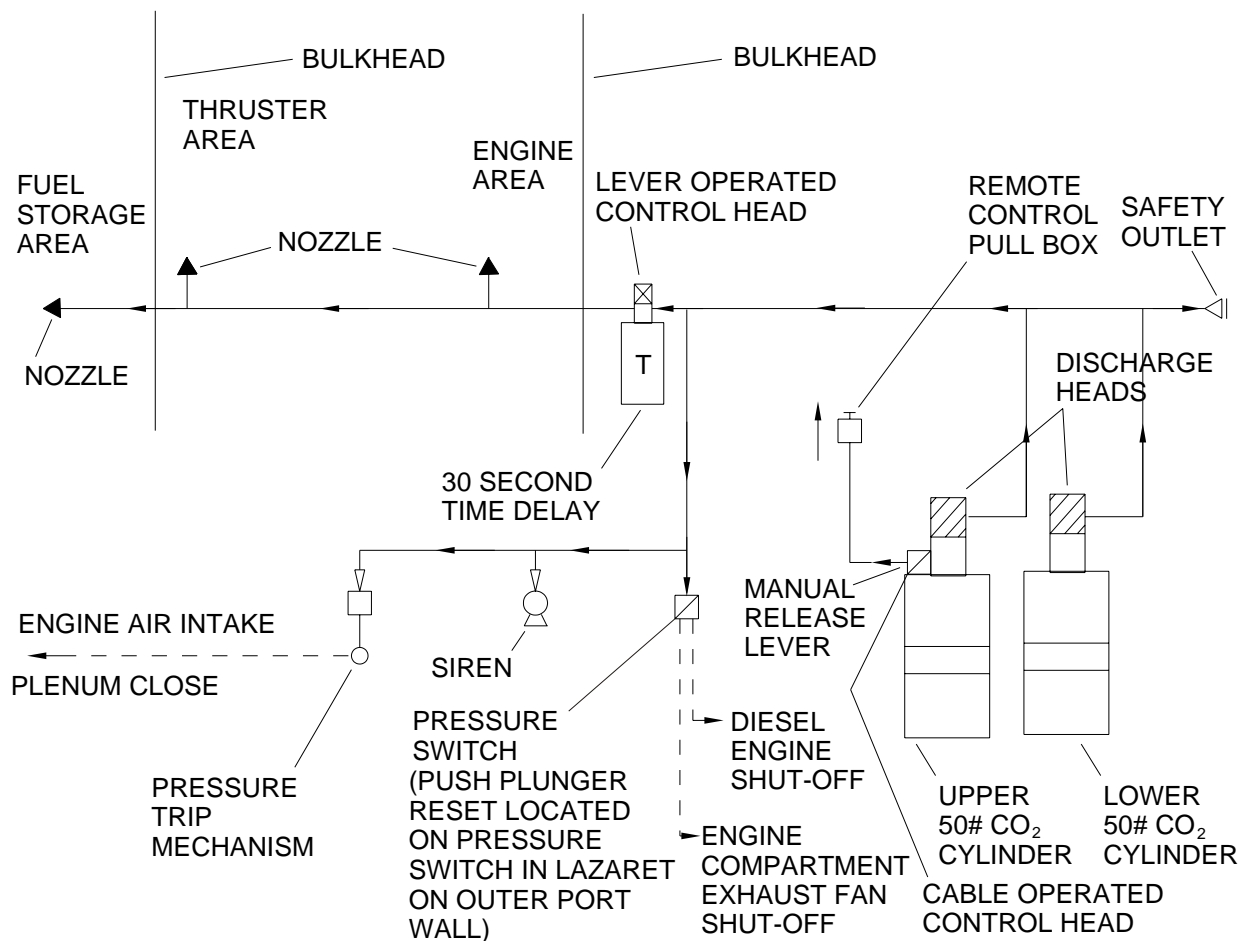 BULKHEAD
BULKHEAD
THRUSTER
AREA
ENGINE
AREA
FUEL
STORAGE
AREA
LEVER OPERATED
CONTROL HEAD
REMOTE
CONTROL
PULL BOX
SAFETY
OUTLET
NOZZLE
NOZZLE
T
DISCHARGE
HEADS
30 SECOND
TIME DELAY
MANUAL
RELEASE
LEVER
ENGINE AIR INTAKE
PLENUM CLOSE
SIREN
PRESSURE
TRIP
MECHANISM
PRESSURE
SWITCH
(PUSH PLUNGER
RESET LOCATED
ON PRESSURE
SWITCH IN LAZARET
ON OUTER PORT
WALL)
DIESEL
ENGINE
SHUT-OFF
ENGINE
COMPARTMENT
EXHAUST FAN
SHUT-OFF
UPPER
50# CO₂
CYLINDER
LOWER
50# CO₂
CYLINDER
CABLE OPERATED
CONTROL HEAD